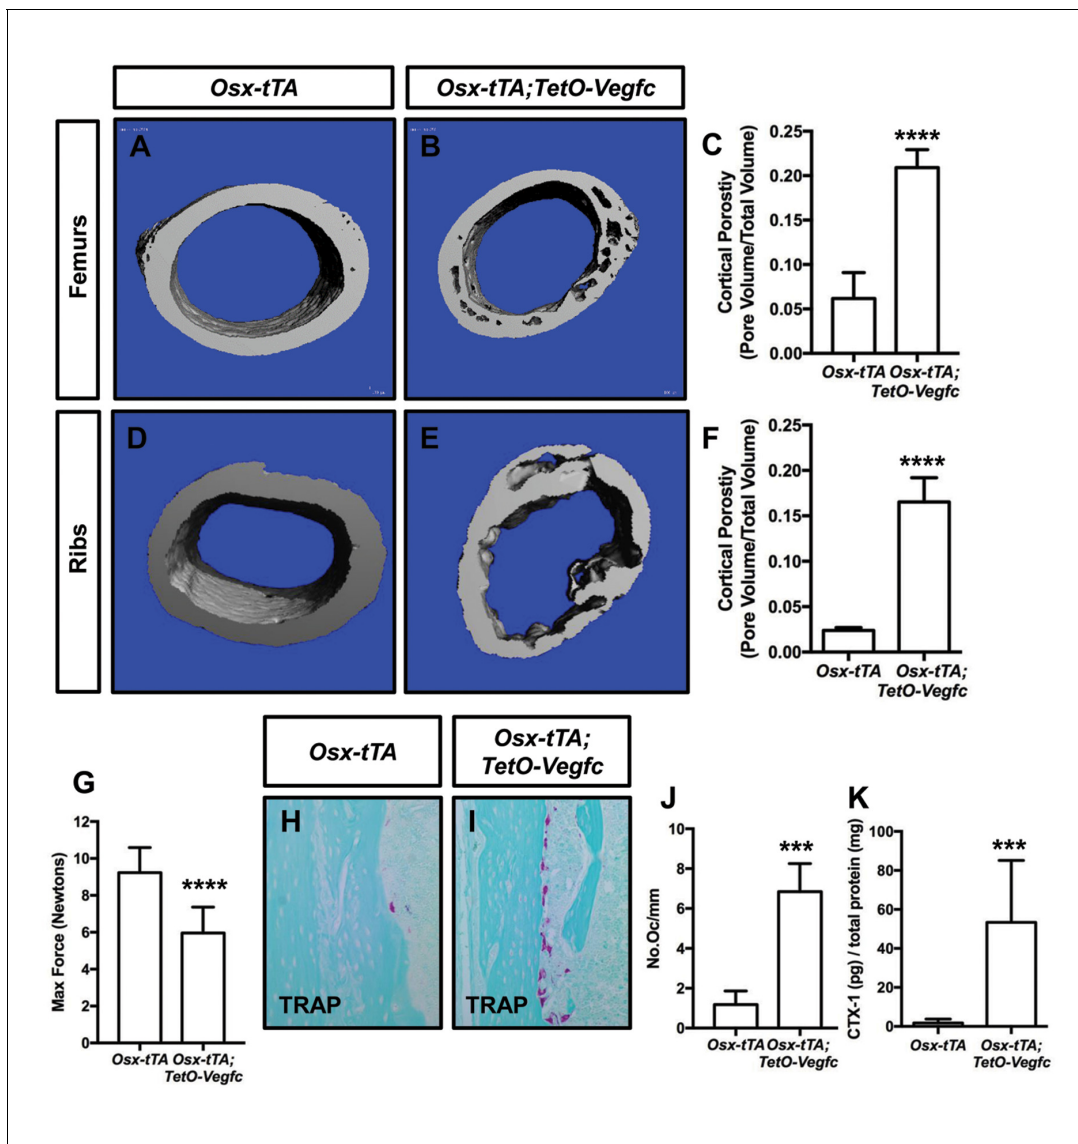 Osx-tTA
Osx-tTA;TetO-Vegfc
Femurs
A
B
C
Cortical Porostiy
(Pore Volume/Total Volume)
0.25
0.20
0.15
0.10
0.05
0.00
****
Osx-tTA Osx-tTA;
TetO-Vegfc
Ribs
D
E
F
Cortical Porostiy
(Pore Volume/Total Volume)
0.25
0.20
0.15
0.10
0.05
0.00
****
Osx-tTA Osx-tTA;
TetO-Vegfc
G
Max Force (Newtons)
12
10
8
6
4
2
0
****
Osx-tTA Osx-tTA;
TetO-Vegfc
Osx-tTA
Osx-tTA;
TetO-Vegfc
H
TRAP
I
TRAP
J
No.Oc/mm
10
8
6
4
2
0
***
Osx-tTA Osx-tTA;
TetO-Vegfc
K
CTX-1 (pg) / total protein (mg)
100
80
60
40
20
0
***
Osx-tTA Osx-tTA;
TetO-Vegfc